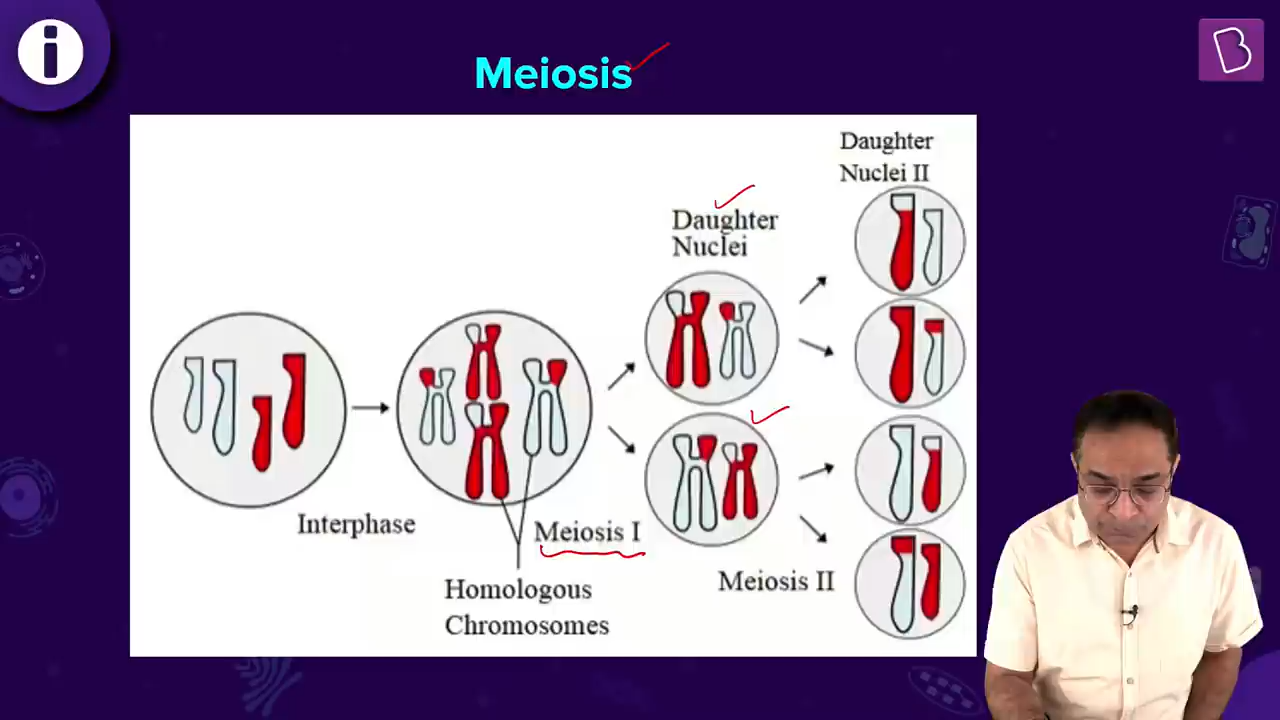 Meiosis
Daughter
Nuclei II
Daughter
Nuclei
Interphase
Meiosis I
Meiosis II
Homologous
Chromosomes